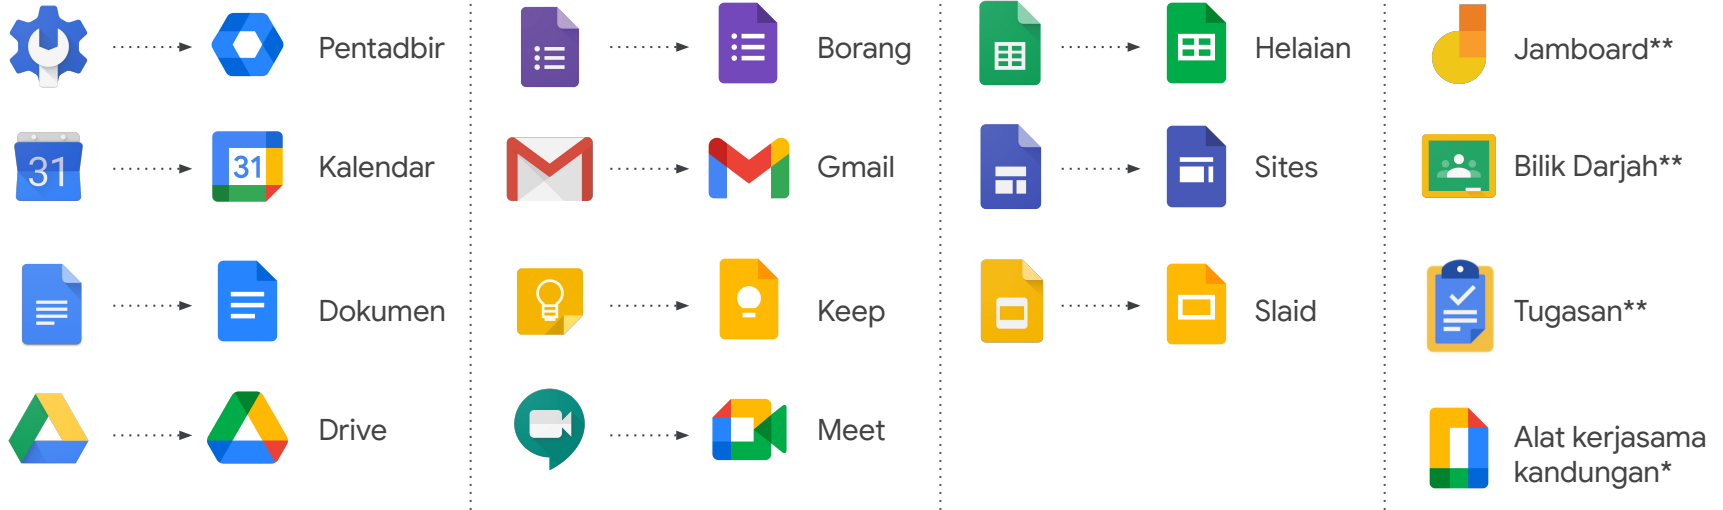 Pentadbir
31
31
Kalendar
Dokumen
Drive
Borang
Gmail
Keep
Meet
Helaian
Sites
Slaid
Jamboard**
Bilik Darjah**
Tugasan**
Alat kerjasama
kandungan*